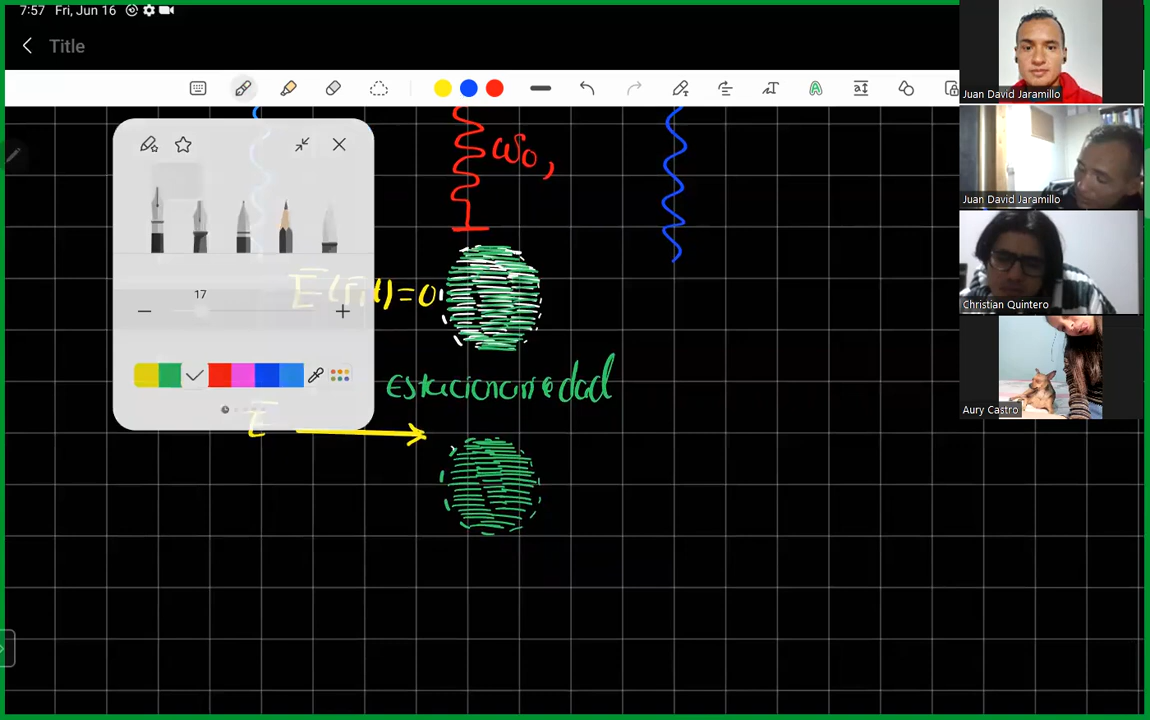 7:57 Fri, Jun 16
Title
Juan David Jaramillo
Juan David Jaramillo
Christian Quintero
Aury Castro
ω₀,
17
E(r,t)=0
Estacionariedad
E